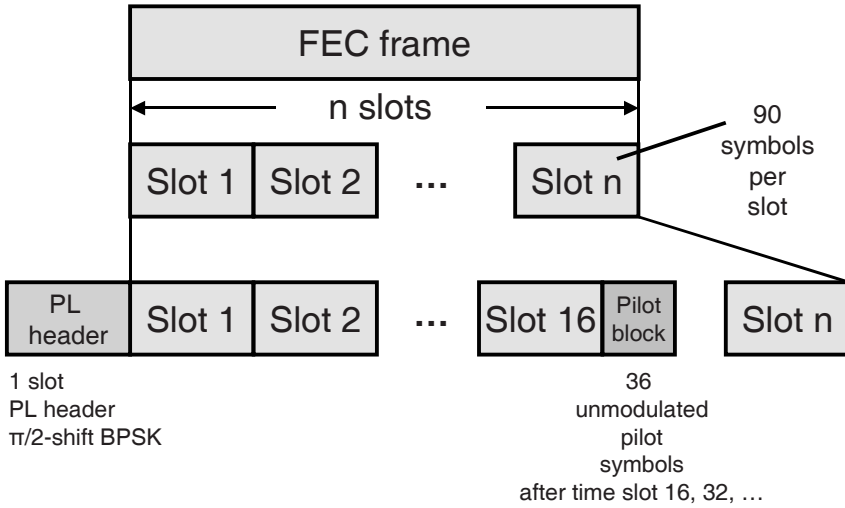 FEC frame
n slots
Slot 1
Slot 2
...
Slot n
90
symbols
per
slot
PL
header
Slot 1
Slot 2
...
Slot 16
Pilot
block
Slot n
1 slot
PL header
π/2-shift BPSK
36
unmodulated
pilot
symbols
after time slot 16, 32, …